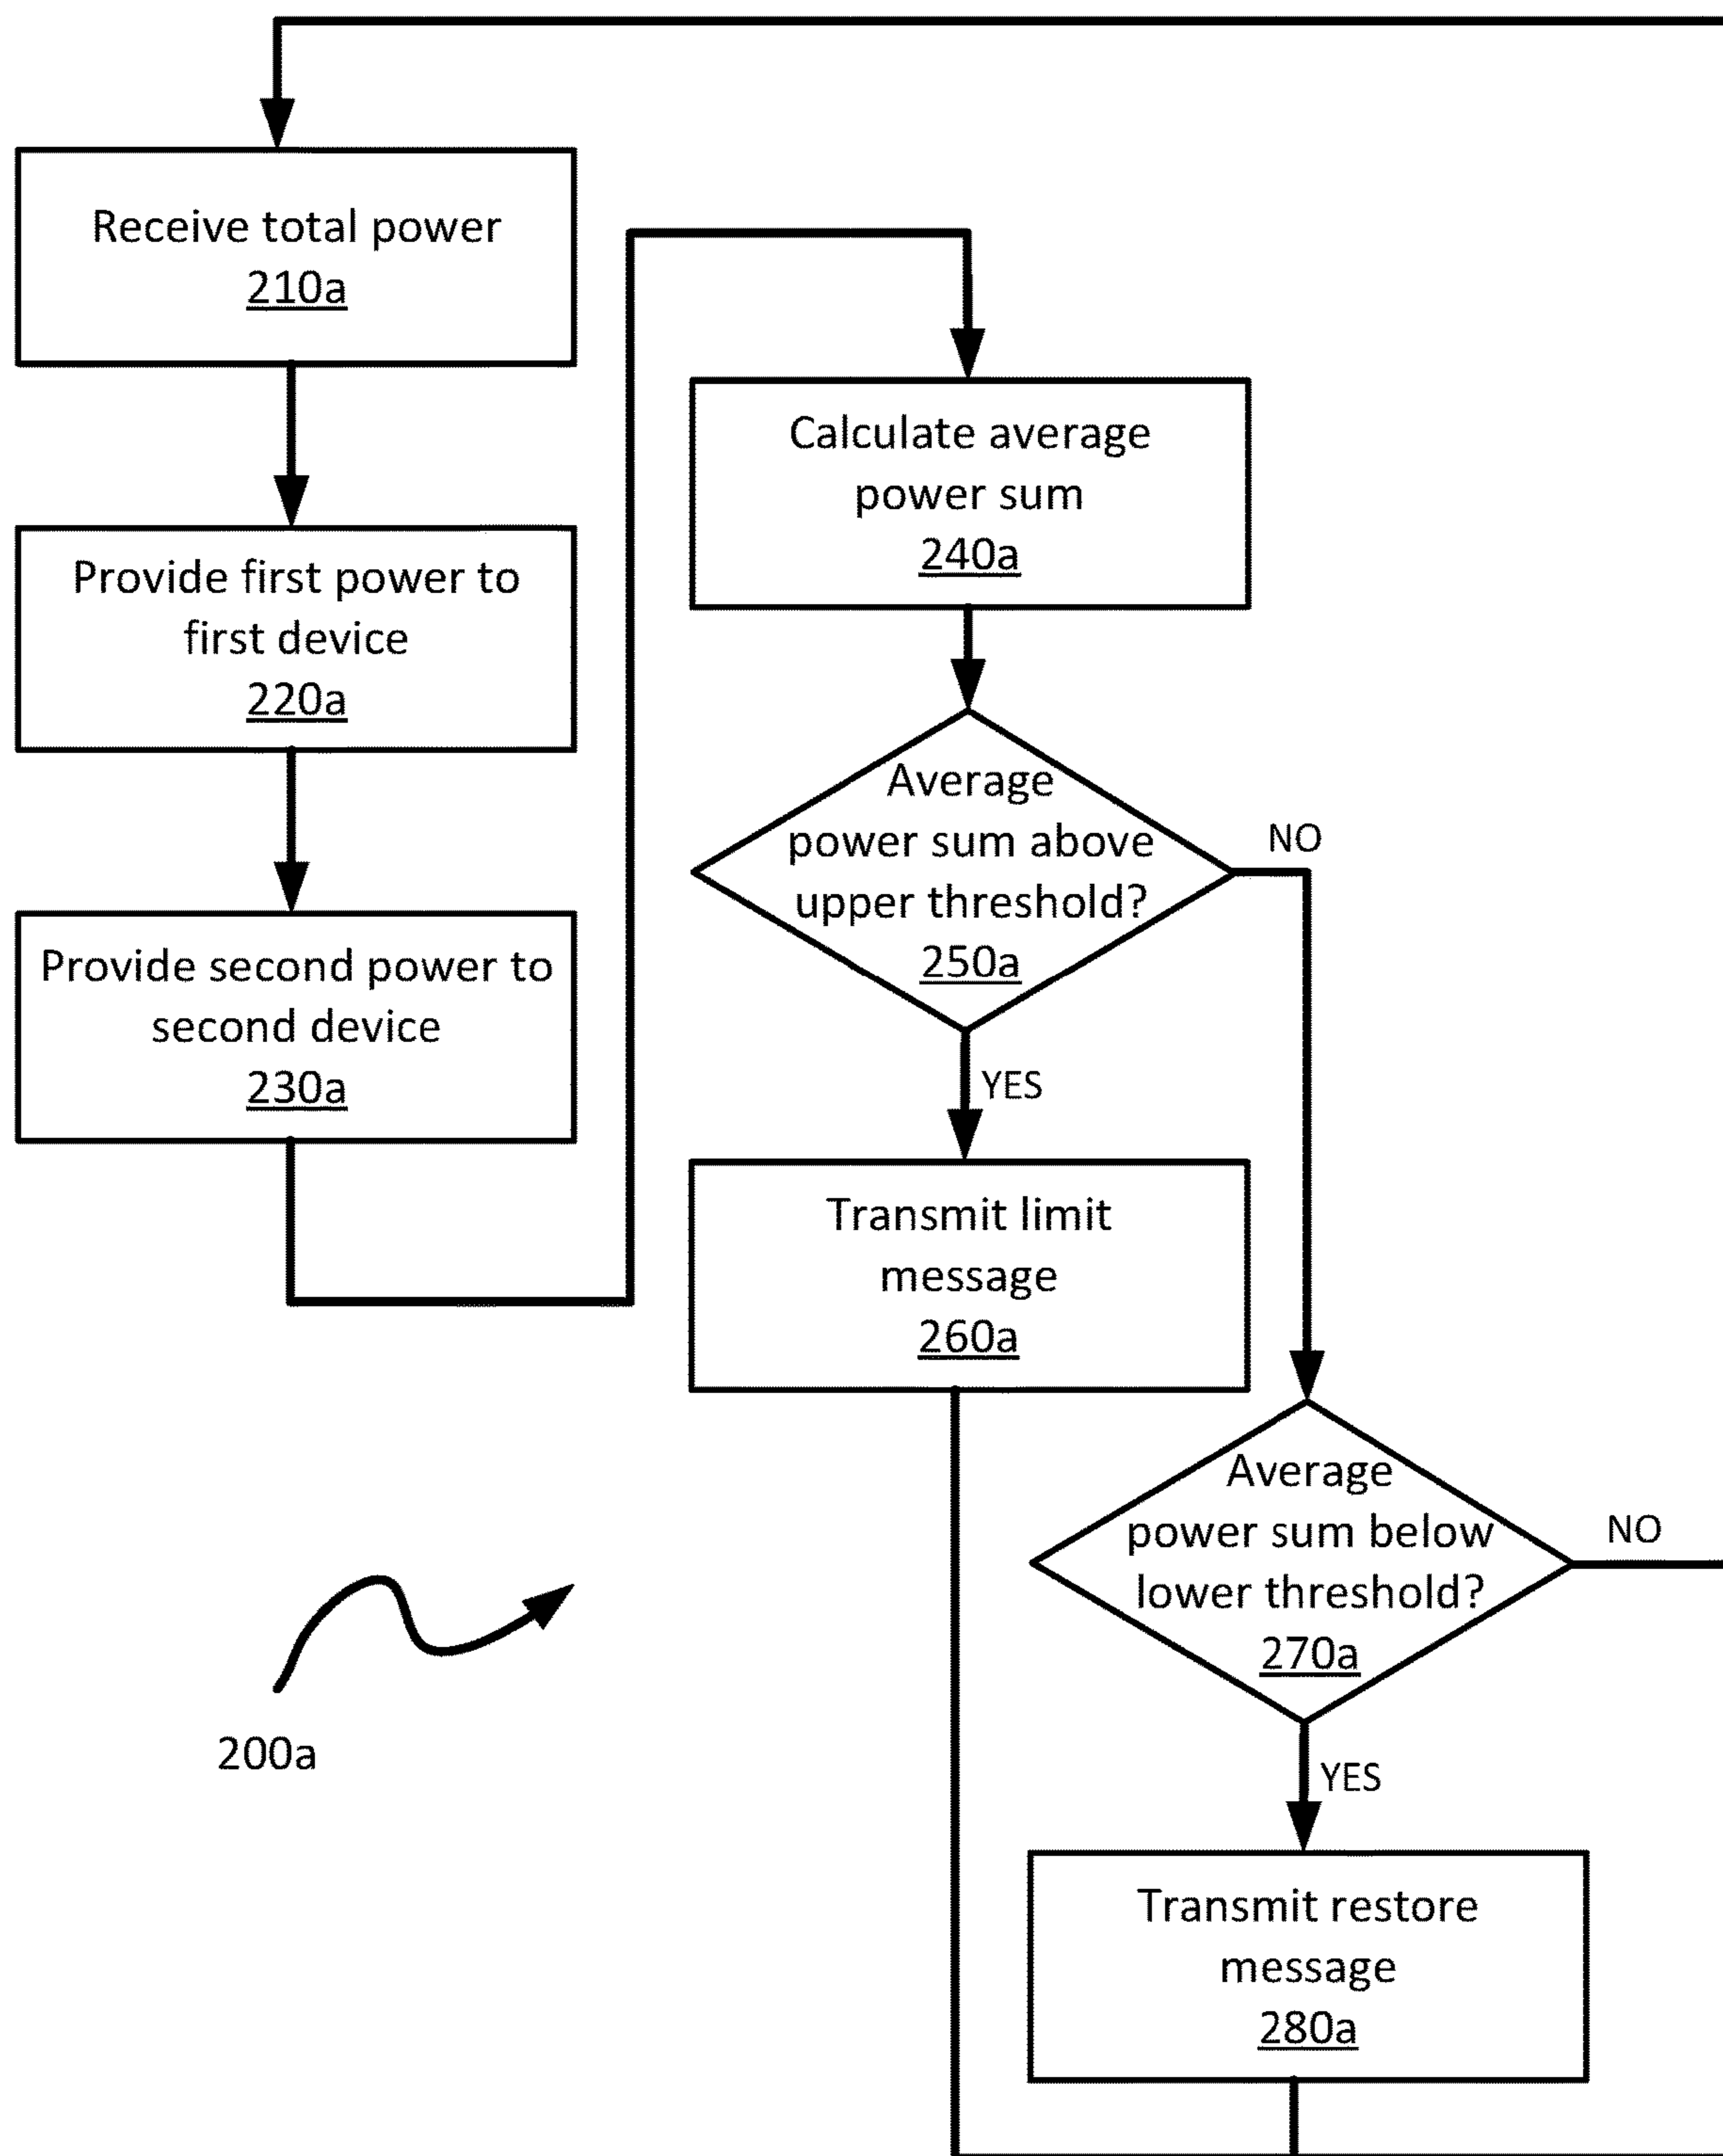 Receive total power
210a
Provide first power to
first device
220a
Provide second power to
second device
230a
Calculate average
power sum
240a
Average
power sum above
upper threshold?
250a
NO
YES
Transmit limit
message
260a
Average
power sum below
lower threshold?
270a
NO
YES
Transmit restore
message
280a
200a